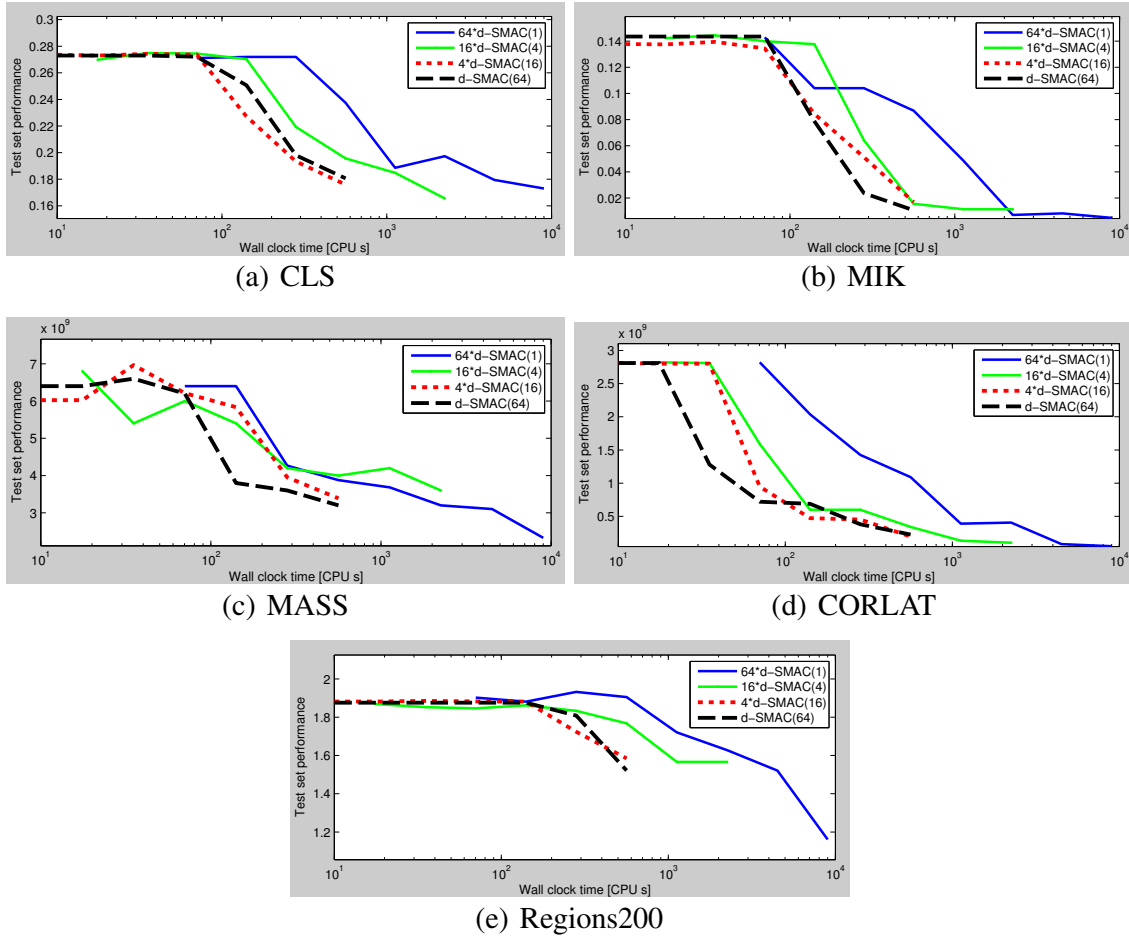 0.3
0.28
0.26
0.24
0.22
0.2
0.18
0.16
Test set performance
10^1
10^2
10^3
10^4
Wall clock time [CPU s]
64*d−SMAC(1)
16*d−SMAC(4)
4*d−SMAC(16)
d−SMAC(64)
(a) CLS
0.14
0.12
0.1
0.08
0.06
0.04
0.02
Test set performance
10^1
10^2
10^3
10^4
Wall clock time [CPU s]
64*d−SMAC(1)
16*d−SMAC(4)
4*d−SMAC(16)
d−SMAC(64)
(b) MIK
x 10^9
7
6
5
4
3
Test set performance
10^1
10^2
10^3
10^4
Wall clock time [CPU s]
64*d−SMAC(1)
16*d−SMAC(4)
4*d−SMAC(16)
d−SMAC(64)
(c) MASS
x 10^9
3
2.5
2
1.5
1
0.5
Test set performance
10^1
10^2
10^3
10^4
Wall clock time [CPU s]
64*d−SMAC(1)
16*d−SMAC(4)
4*d−SMAC(16)
d−SMAC(64)
(d) CORLAT
2
1.8
1.6
1.4
1.2
Test set performance
10^1
10^2
10^3
10^4
Wall clock time [CPU s]
64*d−SMAC(1)
16*d−SMAC(4)
4*d−SMAC(16)
d−SMAC(64)
(e) Regions200